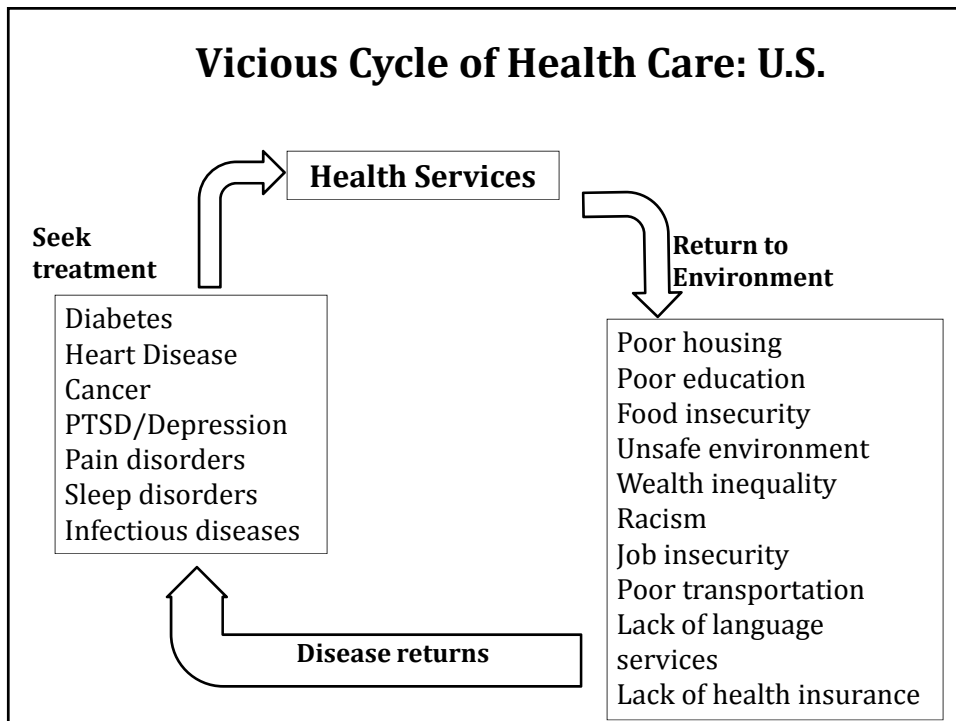 Vicious Cycle of Health Care: U.S.
Health Services
Seek
treatment
Return to
Environment
Diabetes
Heart Disease
Cancer
PTSD/Depression
Pain disorders
Sleep disorders
Infectious diseases
Poor housing
Poor education
Food insecurity
Unsafe environment
Wealth inequality
Racism
Job insecurity
Poor transportation
Lack of language
services
Lack of health insurance
Disease returns